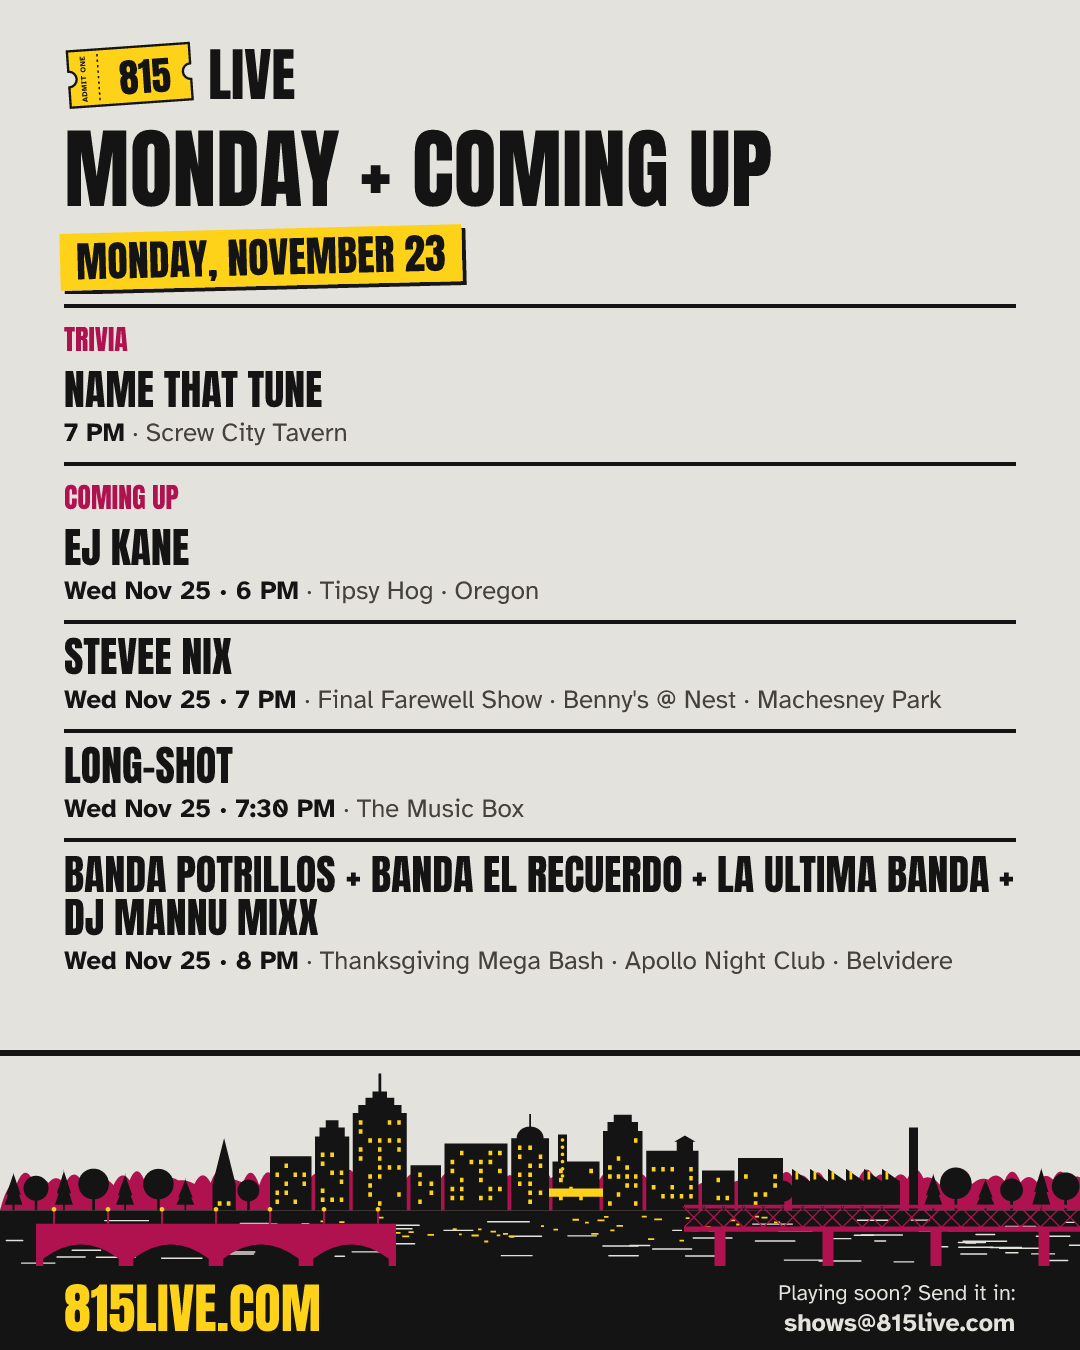 ADMIT ONE 815 LIVE
MONDAY + COMING UP
MONDAY, NOVEMBER 23
TRIVIA
NAME THAT TUNE
7 PM · Screw City Tavern
COMING UP
EJ KANE
Wed Nov 25 • 6 PM · Tipsy Hog · Oregon
STEVEE NIX
Wed Nov 25 • 7 PM · Final Farewell Show · Benny's @ Nest · Machesney Park
LONG-SHOT
Wed Nov 25 • 7:30 PM · The Music Box
BANDA POTRILLOS + BANDA EL RECUERDO + LA ULTIMA BANDA +
DJ MANNU MIXX
Wed Nov 25 • 8 PM · Thanksgiving Mega Bash · Apollo Night Club · Belvidere
815LIVE.COM
Playing soon? Send it in:
shows@815live.com